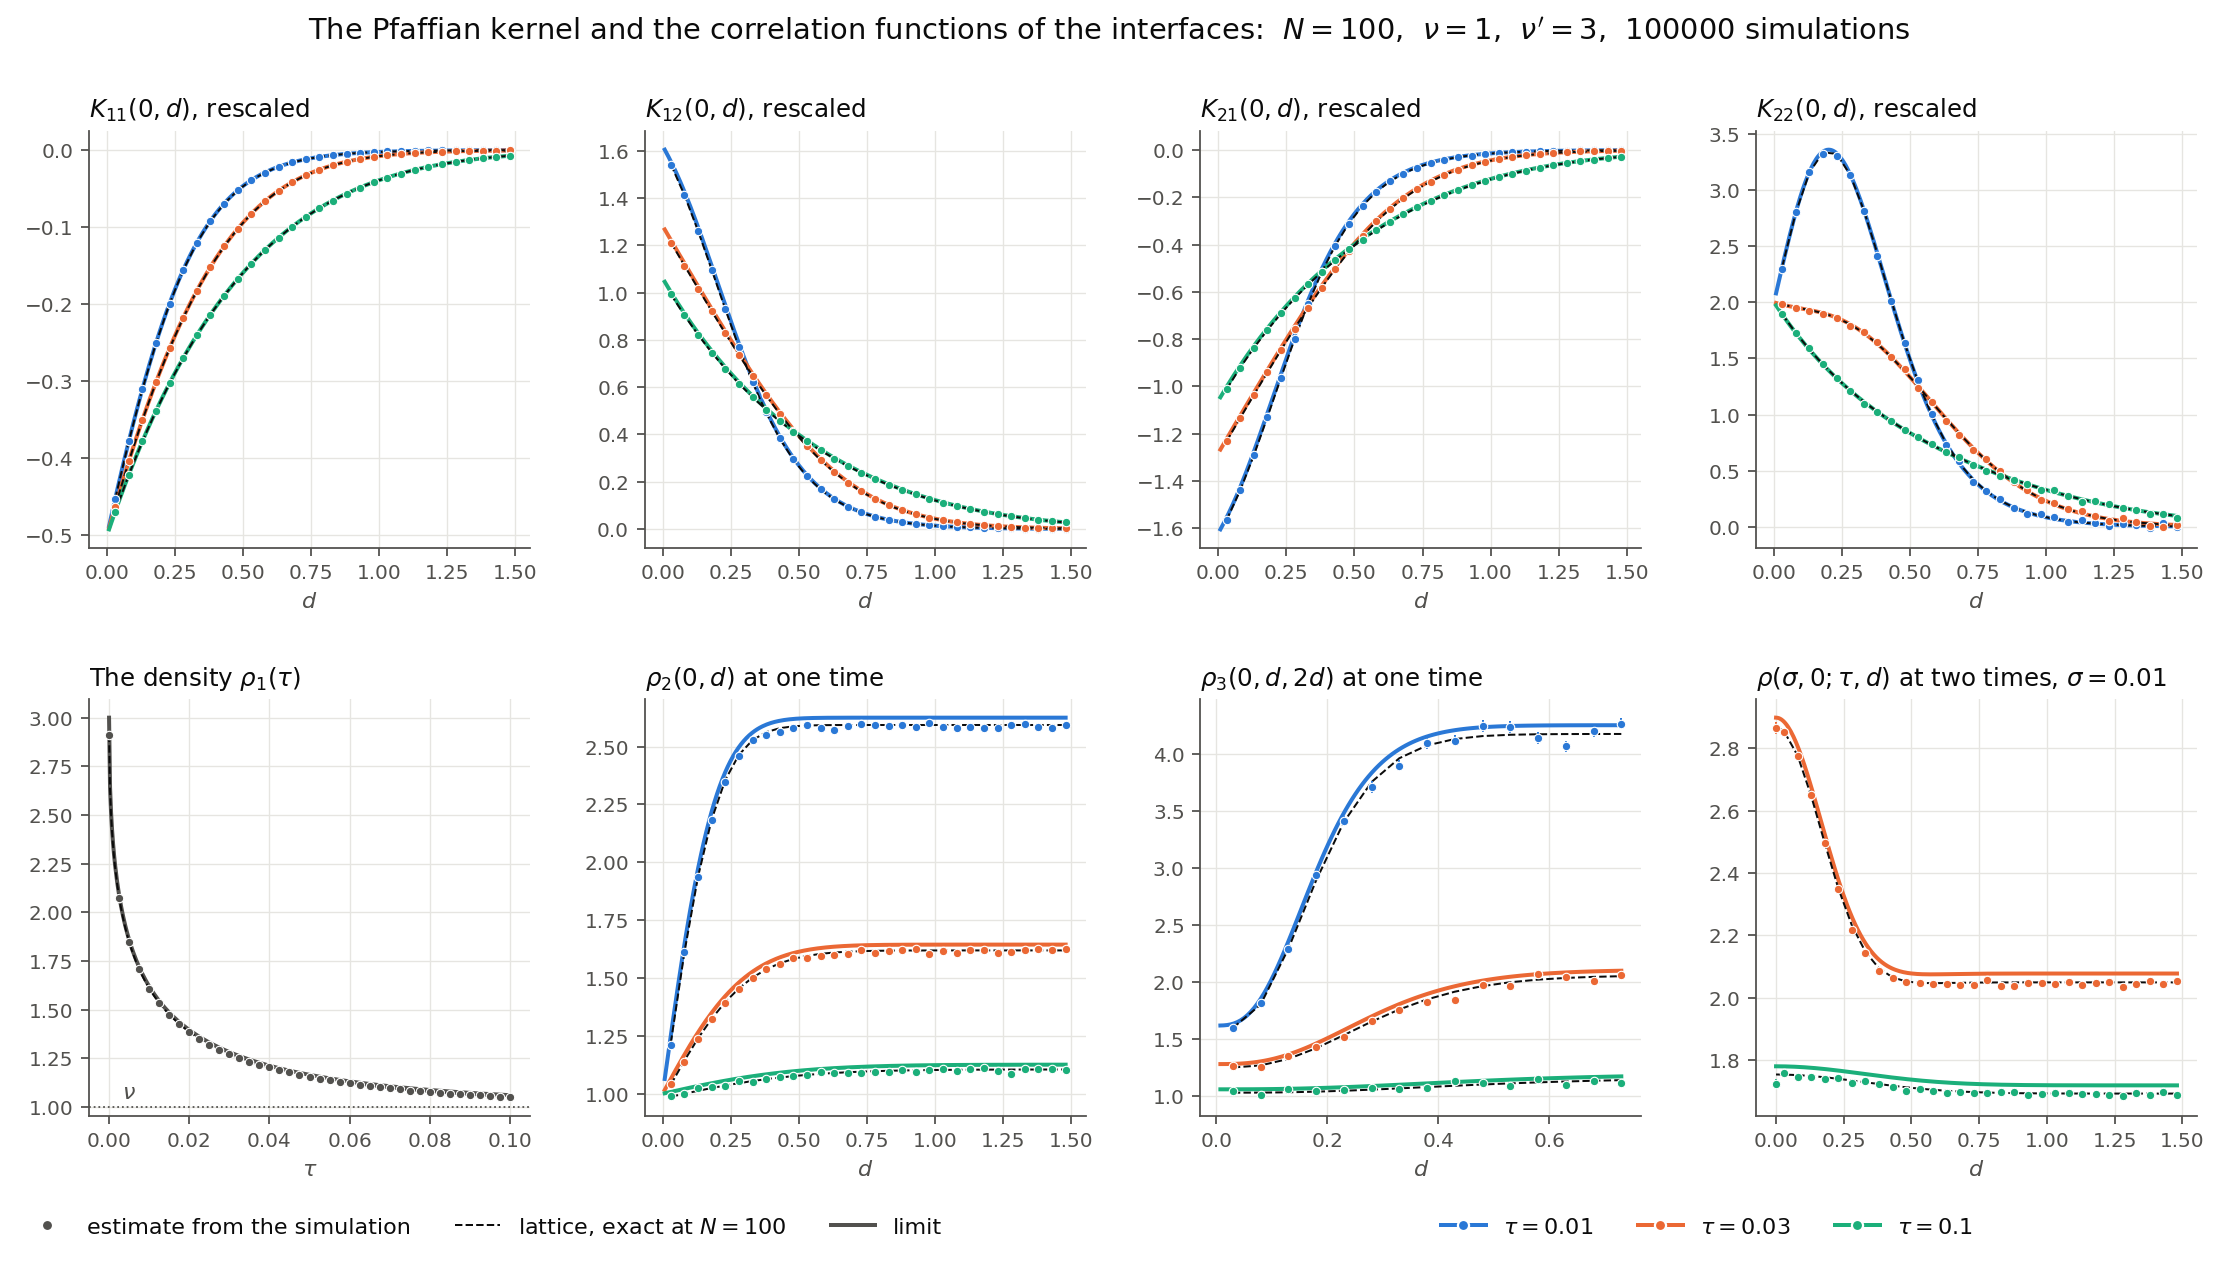 The Pfaffian kernel and the correlation functions of the interfaces: N = 100, ν = 1, ν′ = 3, 100000 simulations
K₁₁(0, d), rescaled
0.0
−0.1
−0.2
−0.3
−0.4
−0.5
0.00 0.25 0.50 0.75 1.00 1.25 1.50
d
K₁₂(0, d), rescaled
1.6
1.4
1.2
1.0
0.8
0.6
0.4
0.2
0.0
0.00 0.25 0.50 0.75 1.00 1.25 1.50
d
K₂₁(0, d), rescaled
0.0
−0.2
−0.4
−0.6
−0.8
−1.0
−1.2
−1.4
−1.6
0.00 0.25 0.50 0.75 1.00 1.25 1.50
d
K₂₂(0, d), rescaled
3.5
3.0
2.5
2.0
1.5
1.0
0.5
0.0
0.00 0.25 0.50 0.75 1.00 1.25 1.50
d
The density ρ₁(τ)
3.00
2.75
2.50
2.25
2.00
1.75
1.50
1.25
1.00
ν
0.00 0.02 0.04 0.06 0.08 0.10
τ
ρ₂(0, d) at one time
2.50
2.25
2.00
1.75
1.50
1.25
1.00
0.00 0.25 0.50 0.75 1.00 1.25 1.50
d
ρ₃(0, d, 2d) at one time
4.0
3.5
3.0
2.5
2.0
1.5
1.0
0.0 0.2 0.4 0.6
d
ρ(σ, 0; τ, d) at two times, σ = 0.01
2.8
2.6
2.4
2.2
2.0
1.8
0.00 0.25 0.50 0.75 1.00 1.25 1.50
d
estimate from the simulation
lattice, exact at N = 100
limit
τ = 0.01
τ = 0.03
τ = 0.1